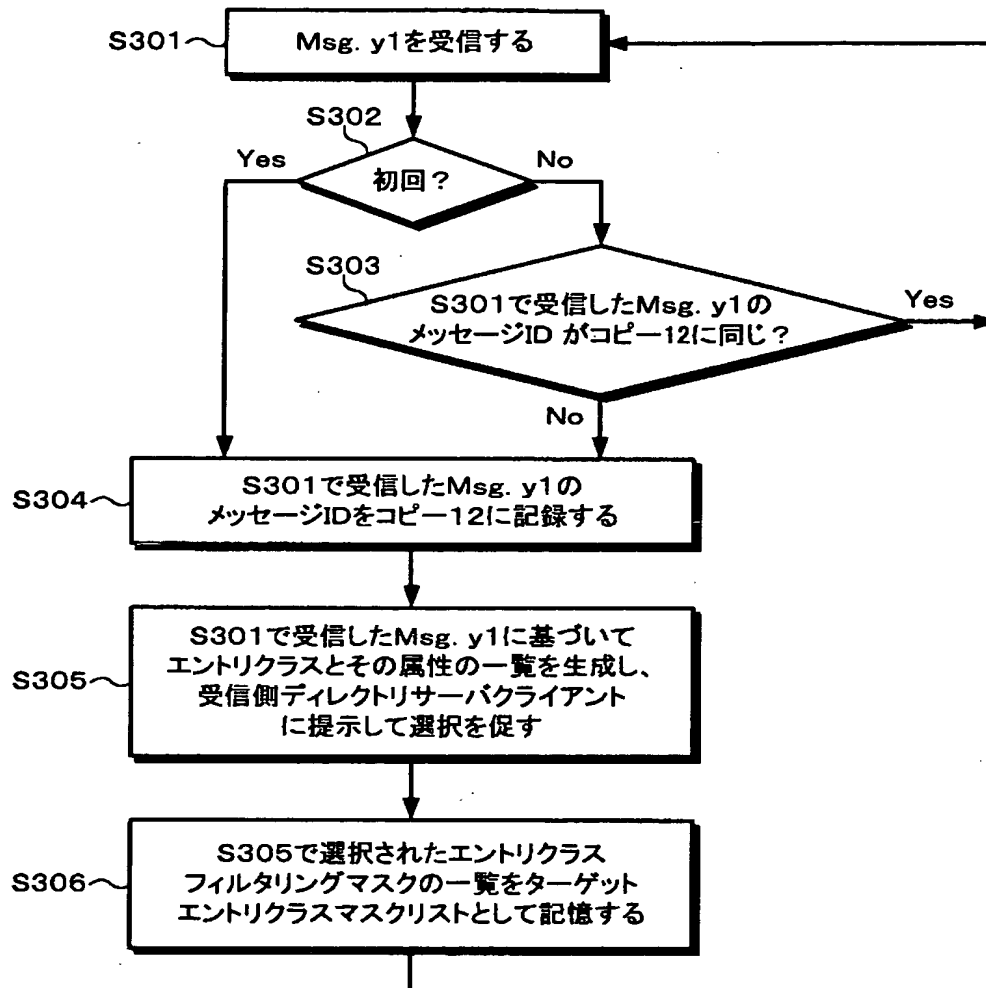 S301
Msg. y1を受信する
S302
Yes
No
初回？
S303
S301で受信したMsg. y1の
メッセージID がコピー12に同じ？
Yes
No
S304
S301で受信したMsg. y1の
メッセージIDをコピー12に記録する
S305
S301で受信したMsg. y1に基づいて
エントリクラスとその属性の一覧を生成し、
受信側ディレクトリサーバクライアント
に提示して選択を促す
S306
S305で選択されたエントリクラス
フィルタリングマスクの一覧をターゲット
エントリクラスマスクリストとして記憶する